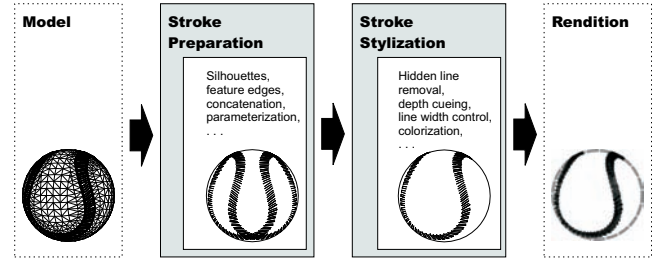 Model
Stroke
Preparation
Silhouettes,
feature edges,
concatenation,
parameterization,
. . .
Stroke
Stylization
Hidden line
removal,
depth cueing,
line width control,
colorization,
. . .
Rendition